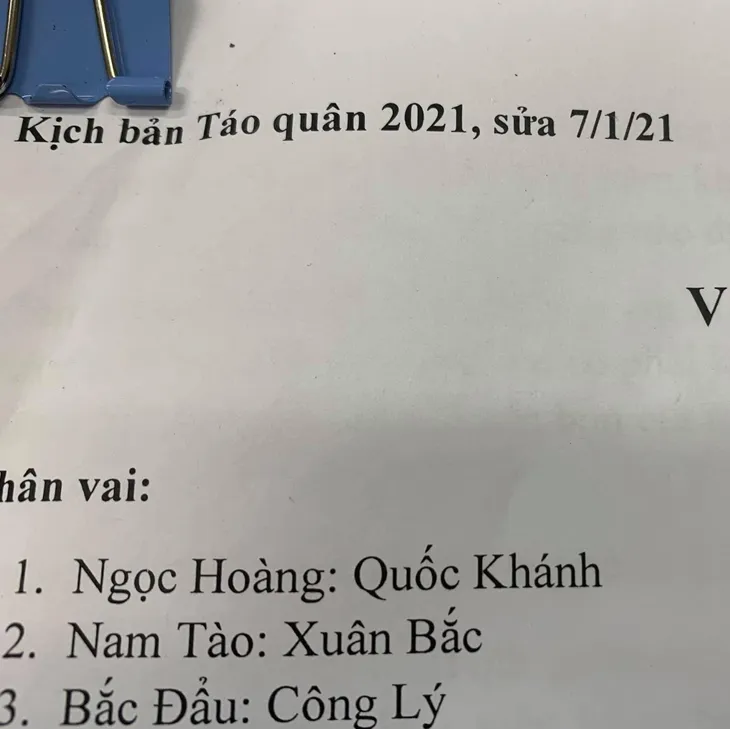 Kịch bản Táo quân 2021, sửa 7/1/21
V
hân vai:
1. Ngọc Hoàng: Quốc Khánh
2. Nam Tào: Xuân Bắc
3. Bắc Đẩu: Công Lý